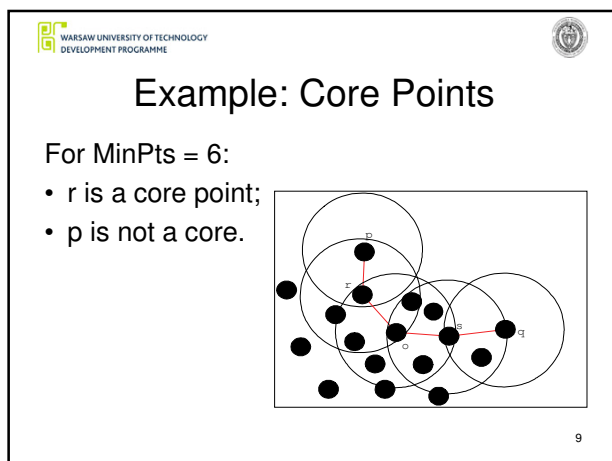 WARSAW UNIVERSITY OF TECHNOLOGY
DEVELOPMENT PROGRAMME
Example: Core Points
For MinPts = 6:
• r is a core point;
• p is not a core.
p
r
s
q
o
9